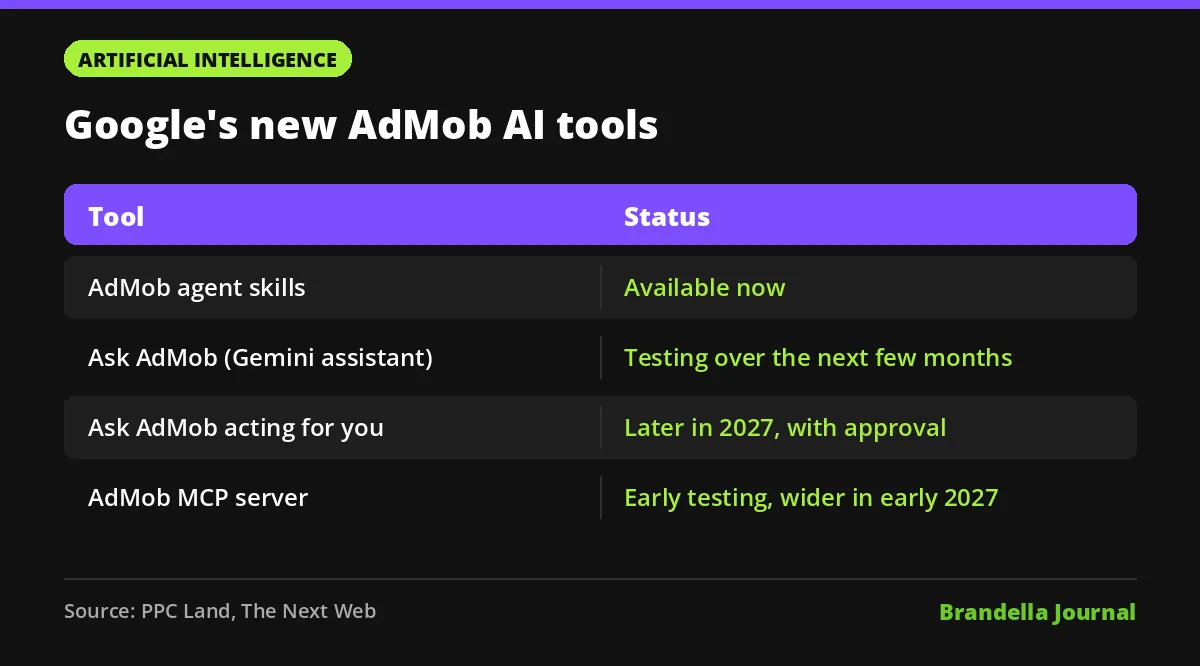 ARTIFICIAL INTELLIGENCE
Google's new AdMob AI tools
Tool Status
AdMob agent skills Available now
Ask AdMob (Gemini assistant) Testing over the next few months
Ask AdMob acting for you Later in 2027, with approval
AdMob MCP server Early testing, wider in early 2027
Source: PPC Land, The Next Web Brandella Journal